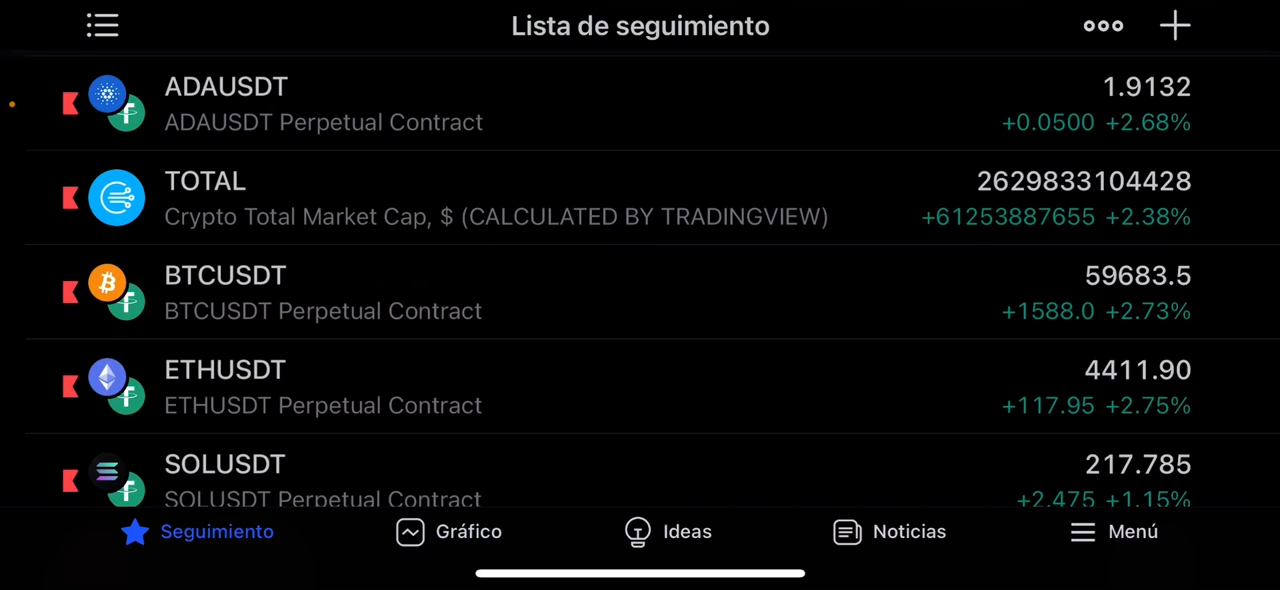 Lista de seguimiento
ADAUSDT 1.9132
ADAUSDT Perpetual Contract +0.0500 +2.68%
TOTAL 2629833104428
Crypto Total Market Cap, $ (CALCULATED BY TRADINGVIEW) +61253887655 +2.38%
BTCUSDT 59683.5
BTCUSDT Perpetual Contract +1588.0 +2.73%
ETHUSDT 4411.90
ETHUSDT Perpetual Contract +117.95 +2.75%
SOLUSDT 217.785
SOLUSDT Perpetual Contract +2.475 +1.15%
Seguimiento Gráfico Ideas Noticias Menú